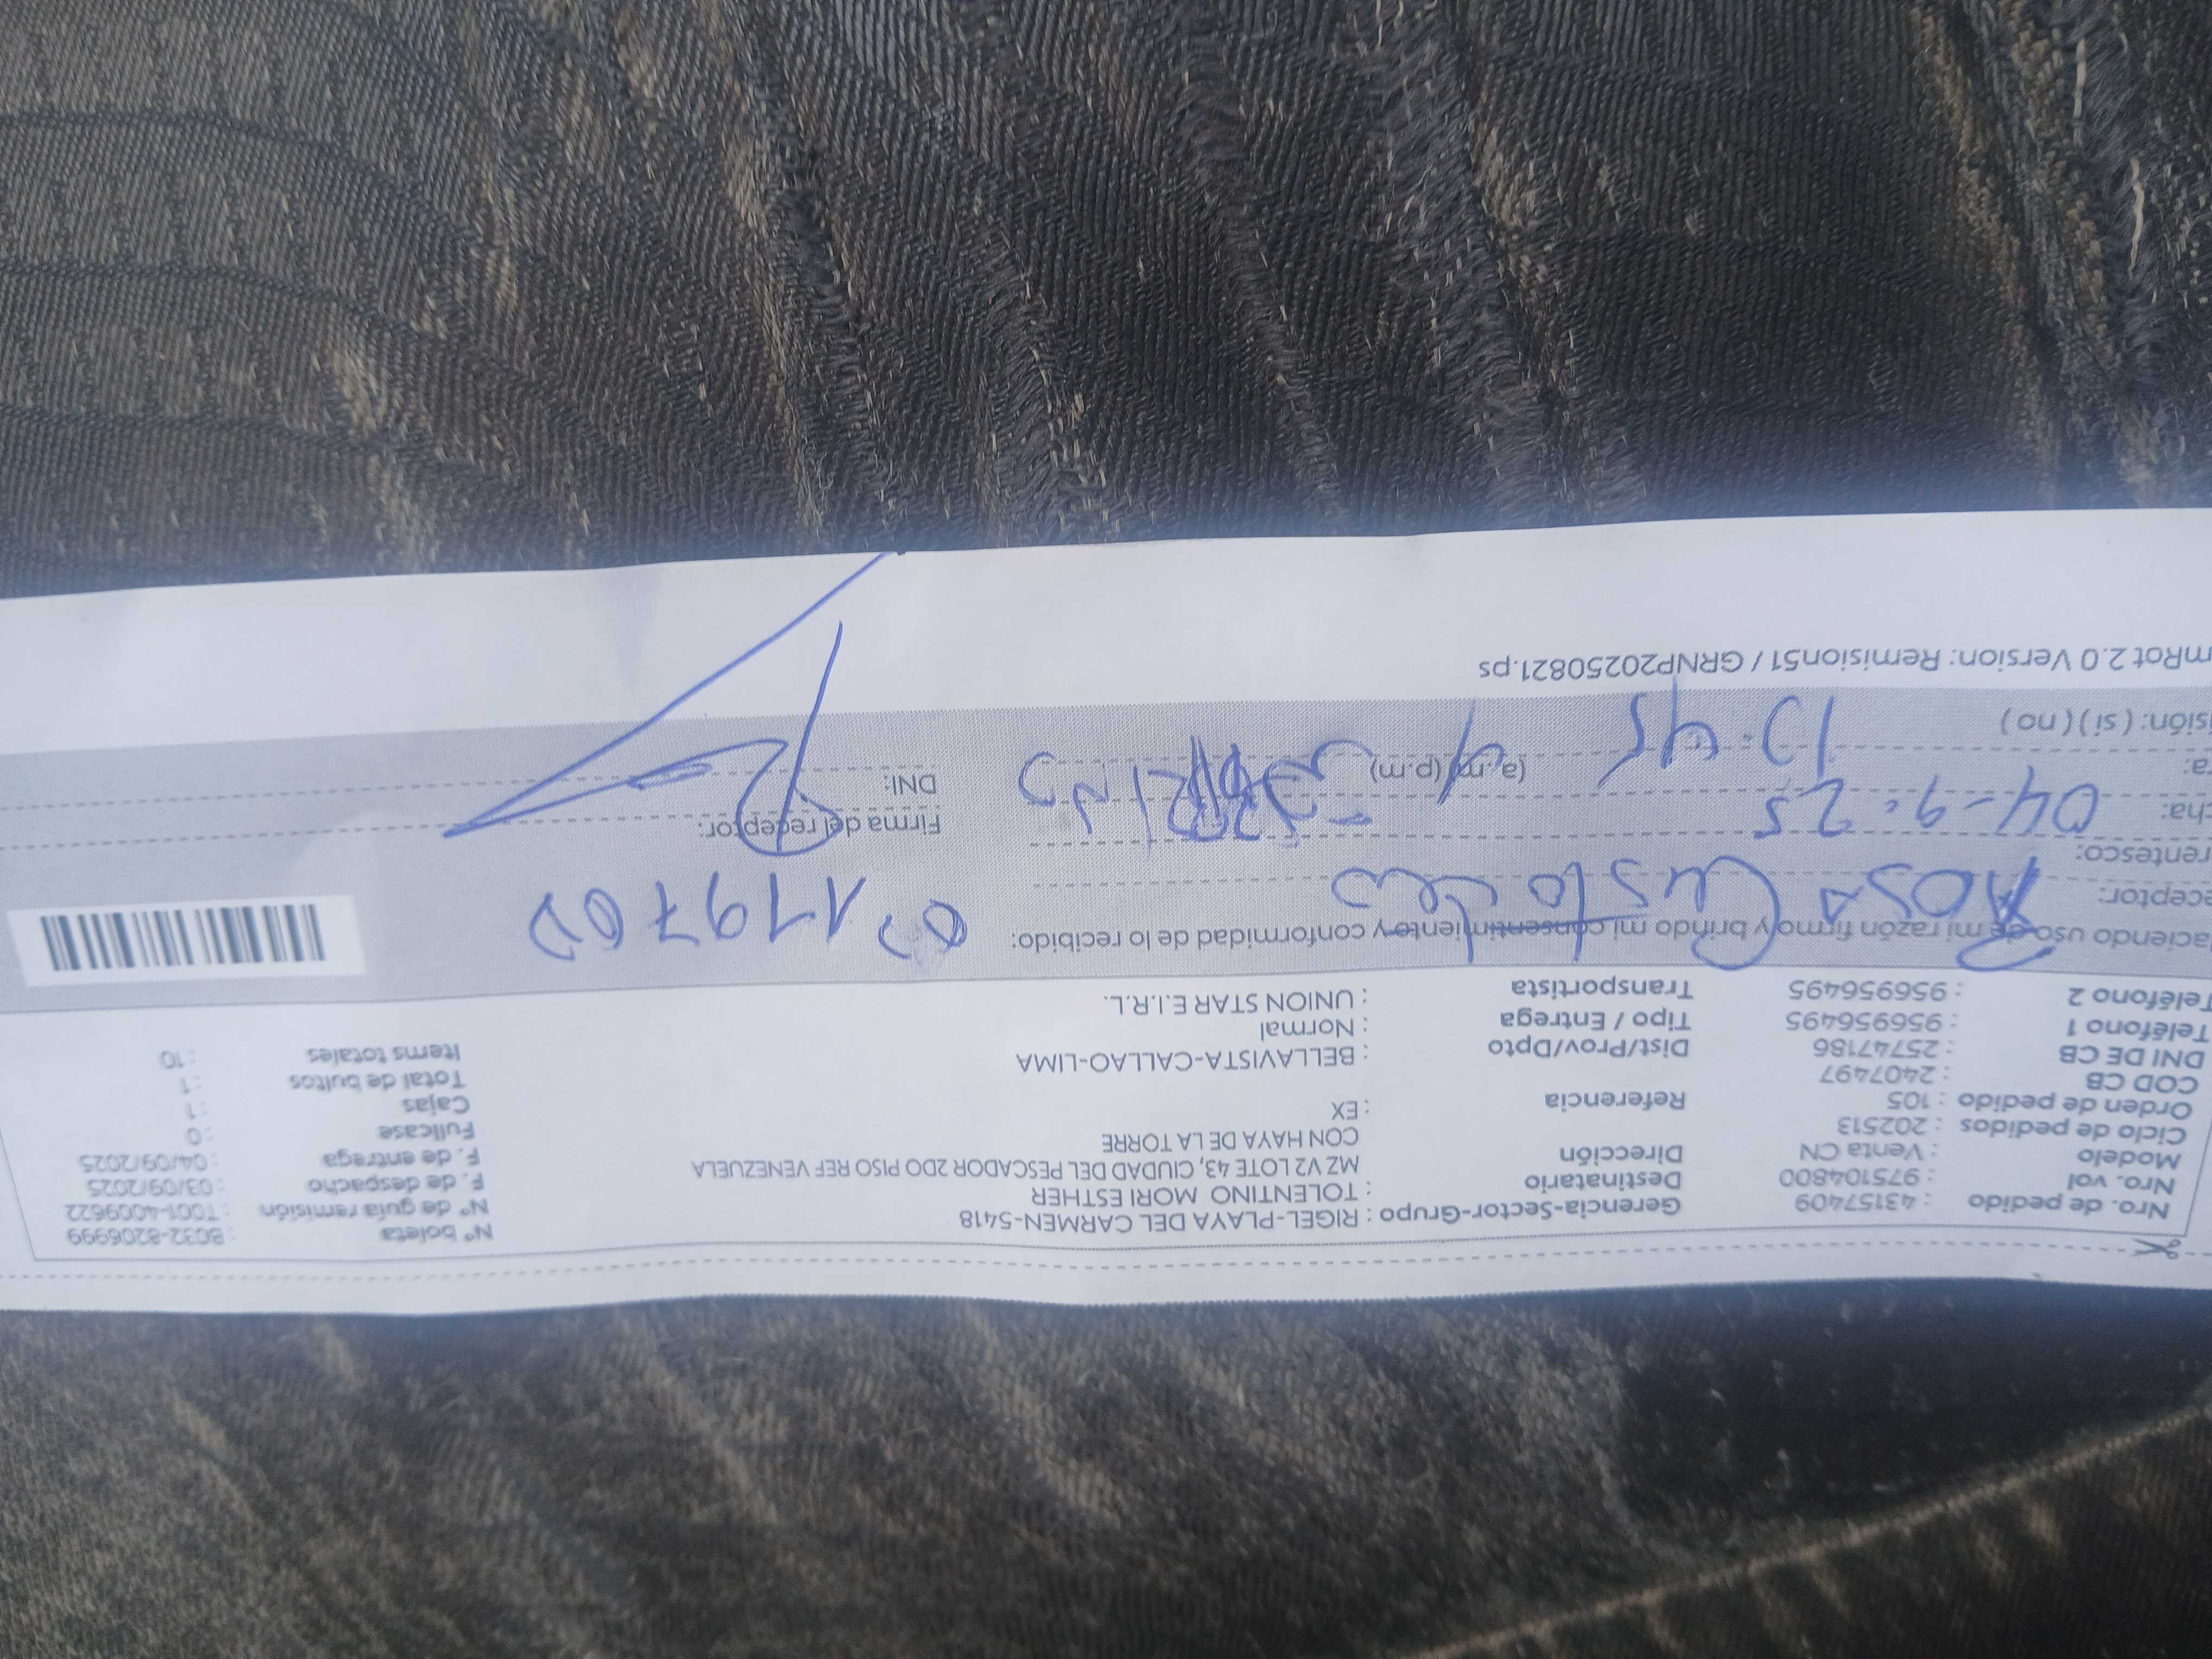 Nro. de pedido : 43157409 Gerencia-Sector-Grupo : RIGEL-PLAYA DEL CARMEN-5418 Nº boleta : B032-8206999
Nro. vol. : 975104800 Destinatario : TOLENTINO MORI ESTHER Nº de guía remisión : T001-4009622
Modelo : Venta CN Dirección MZ V2 LOTE 43, CIUDAD DEL PESCADOR 2DO PISO REF VENEZUELA F. de despacho : 03/09/2025
Ciclo de pedidos : 202513 CON HAYA DE LA TORRE F. de entrega : 04/09/2025
Orden de pedido : 105 Referencia : EX Fullcase : 0
COD CB : 2407497 Cajas : 1
DNI DE CB : 25747186 Dist/Prov/Dpto : BELLAVISTA-CALLAO-LIMA Total de bultos : 1
Teléfono 1 : 956956495 Tipo / Entrega : Normal Items totales : 10
Teléfono 2 : 956956495 Transportista : UNION STAR E.I.R.L.
aciendo uso de mi razón firmo y brindo mi consentimiento y conformidad de lo recibido:
eceptor: ROSA
rentesco: Firma del receptor:
cha: 04-9-25 DNI:
a: (a.m) (p.m)
isión: ( si ) ( no )
mRot 2.0 Version: Remision51 / GRNP20250821.ps